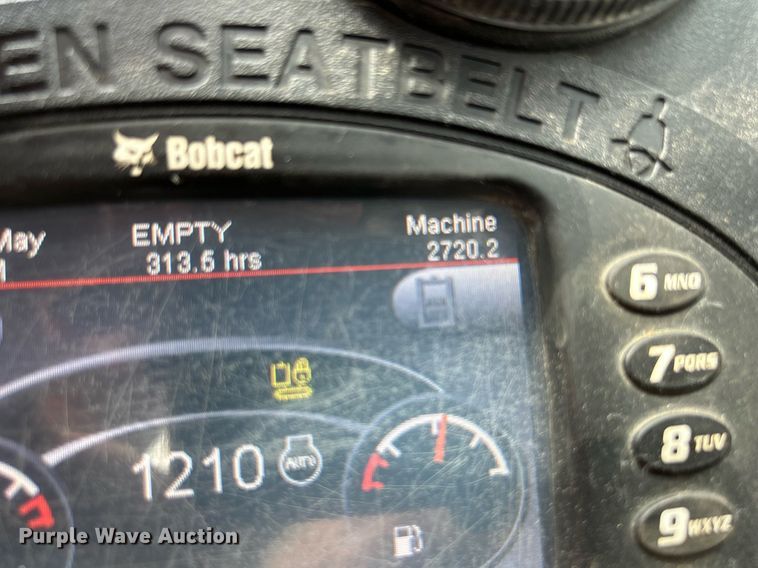 EN SEATBELT
Bobcat
May
EMPTY
313.6 hrs
Machine
2720.2
6 MNO
7 PQRS
8 TUV
9 WXYZ
1210
AUTO
Purple Wave Auction